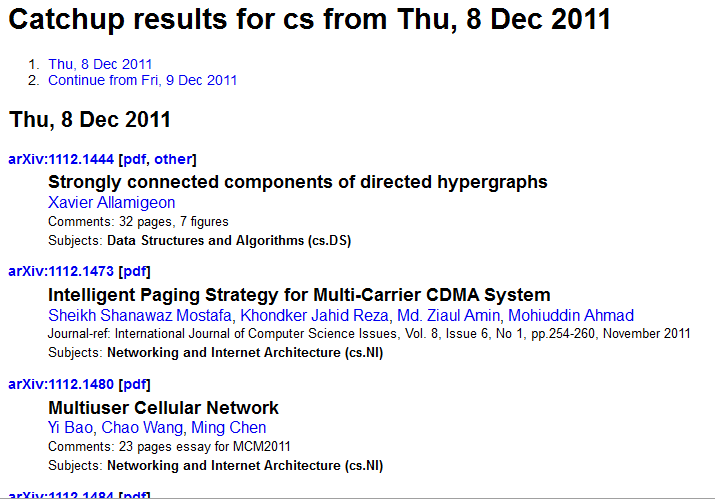 Catchup results for cs from Thu, 8 Dec 2011
1. Thu, 8 Dec 2011
2. Continue from Fri, 9 Dec 2011
Thu, 8 Dec 2011
arXiv:1112.1444 [pdf, other]
Strongly connected components of directed hypergraphs
Xavier Allamigeon
Comments: 32 pages, 7 figures
Subjects: Data Structures and Algorithms (cs.DS)
arXiv:1112.1473 [pdf]
Intelligent Paging Strategy for Multi-Carrier CDMA System
Sheikh Shanawaz Mostafa, Khondker Jahid Reza, Md. Ziaul Amin, Mohiuddin Ahmad
Journal-ref: International Journal of Computer Science Issues, Vol. 8, Issue 6, No 1, pp.254-260, November 2011
Subjects: Networking and Internet Architecture (cs.NI)
arXiv:1112.1480 [pdf]
Multiuser Cellular Network
Yi Bao, Chao Wang, Ming Chen
Comments: 23 pages essay for MCM2011
Subjects: Networking and Internet Architecture (cs.NI)
arXiv:1112.1484 [pdf]